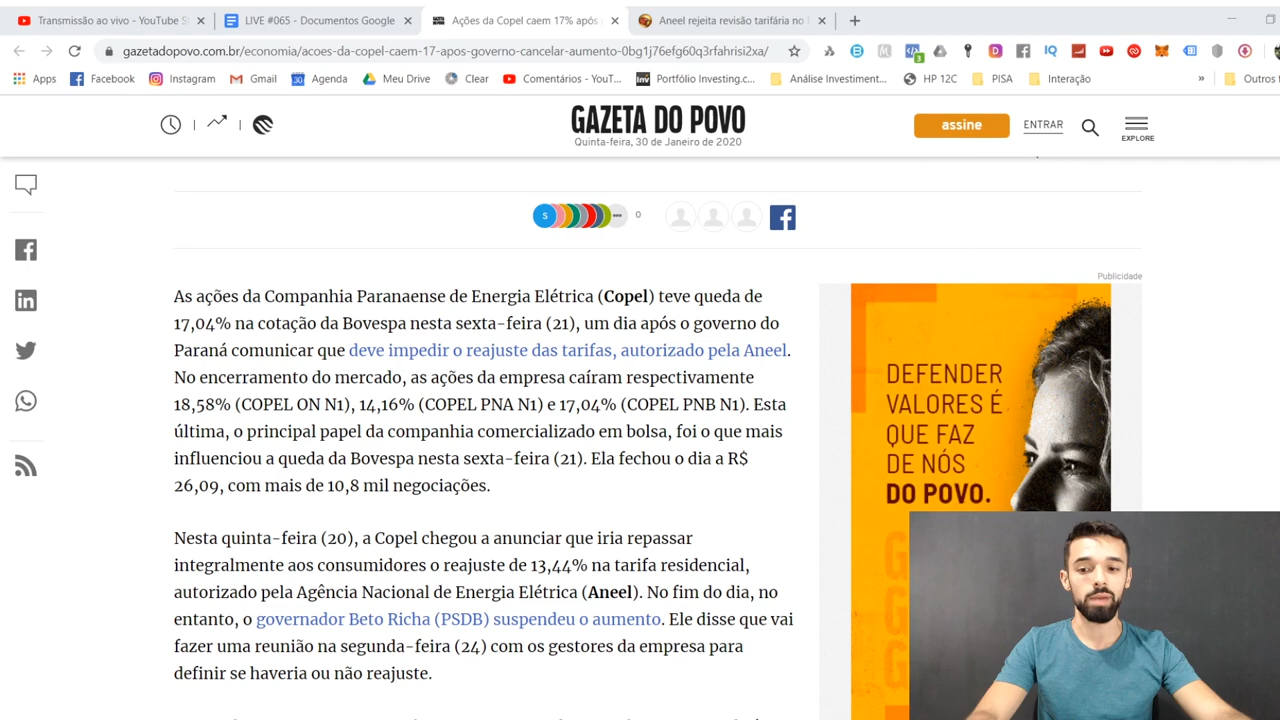 Transmissão ao vivo - YouTube S
LIVE #065 - Documentos Google
Ações da Copel caem 17% após
Aneel rejeita revisão tarifária no
gazetadopovo.com.br/economia/acoes-da-copel-caem-17-apos-governo-cancelar-aumento-0bg1j76efg60q3rfahrisi2xa/
Apps
Facebook
Instagram
Gmail
Agenda
Meu Drive
Clear
Comentários - YouT...
Portfólio Investing.c...
Análise Investiment...
HP 12C
PISA
Interação
»
Outros f
GAZETA DO POVO
Quinta-feira, 30 de Janeiro de 2020
assine
ENTRAR
EXPLORE
S
0
Publicidade
As ações da Companhia Paranaense de Energia Elétrica (Copel) teve queda de
17,04% na cotação da Bovespa nesta sexta-feira (21), um dia após o governo do
Paraná comunicar que deve impedir o reajuste das tarifas, autorizado pela Aneel.
No encerramento do mercado, as ações da empresa caíram respectivamente
18,58% (COPEL ON N1), 14,16% (COPEL PNA N1) e 17,04% (COPEL PNB N1). Esta
última, o principal papel da companhia comercializado em bolsa, foi o que mais
influenciou a queda da Bovespa nesta sexta-feira (21). Ela fechou o dia a R$
26,09, com mais de 10,8 mil negociações.
Nesta quinta-feira (20), a Copel chegou a anunciar que iria repassar
integralmente aos consumidores o reajuste de 13,44% na tarifa residencial,
autorizado pela Agência Nacional de Energia Elétrica (Aneel). No fim do dia, no
entanto, o governador Beto Richa (PSDB) suspendeu o aumento. Ele disse que vai
fazer uma reunião na segunda-feira (24) com os gestores da empresa para
definir se haveria ou não reajuste.
DEFENDER
VALORES É
QUE FAZ
DE NÓS
DO POVO.